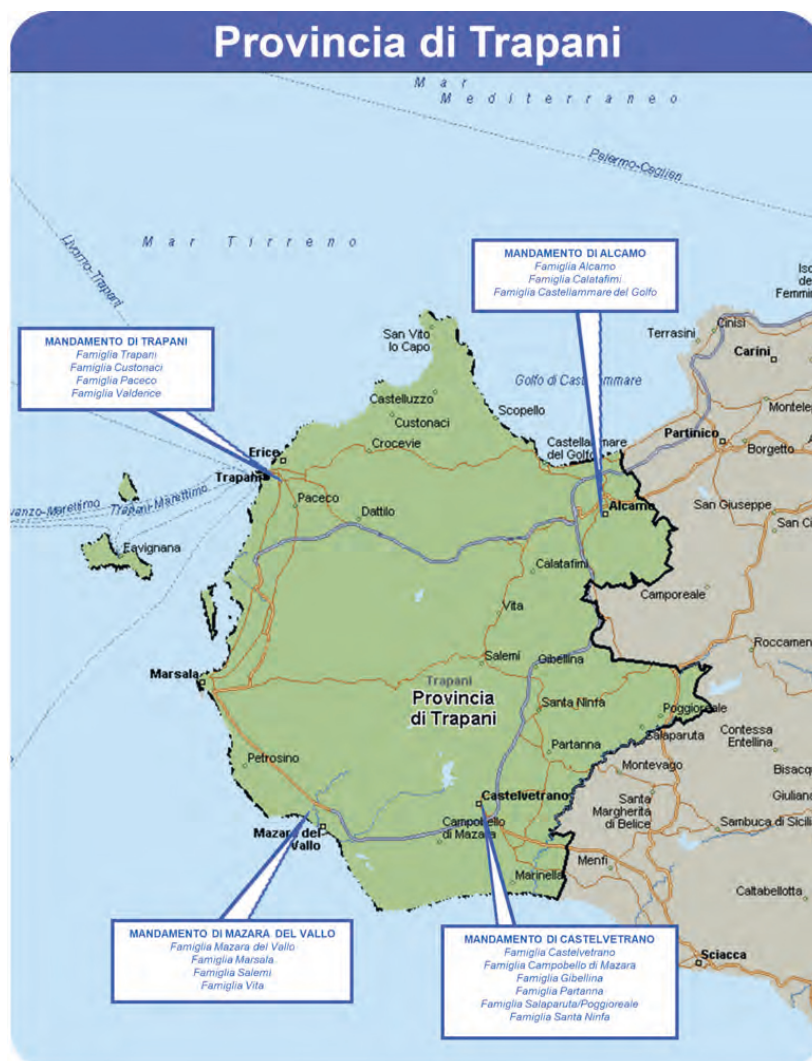 Provincia di Trapani
Mar
Mediterraneo
Palermo-Cagliari
Livorno-Trapani
Mar Tirreno
MANDAMENTO DI ALCAMO
Famiglia Alcamo
Famiglia Calatafimi
Famiglia Castellammare del Golfo
MANDAMENTO DI TRAPANI
Famiglia Trapani
Famiglia Custonaci
Famiglia Paceco
Famiglia Valderice
San Vito
lo Capo
Terrasini
Cinisi
Carini
Golfo di Castellammare
Castelluzzo
Custonaci
Scopello
Crocevie
Erice
Trapani
Castellammare
del Golfo
Partinico
Borgetto
Paceco
Dattilo
Alcamo
San Giuseppe
Trapani-Marettimo
Favignana
Calatafimi
Camporeale
Vita
Salemi
Gibellina
Marsala
Trapani
Provincia
di Trapani
Santa Ninfa
Poggioreale
Salaparuta
Contessa
Entellina
Petrosino
Partanna
Montevago
Castelvetrano
Santa
Margherita
di Belice
Mazara del
Vallo
Campobello
di Mazara
Menfi
Marinella
Caltabellotta
Sciacca
MANDAMENTO DI MAZARA DEL VALLO
Famiglia Mazara del Vallo
Famiglia Marsala
Famiglia Salemi
Famiglia Vita
MANDAMENTO DI CASTELVETRANO
Famiglia Castelvetrano
Famiglia Campobello di Mazara
Famiglia Gibellina
Famiglia Partanna
Famiglia Salaparuta/Poggioreale
Famiglia Santa Ninfa